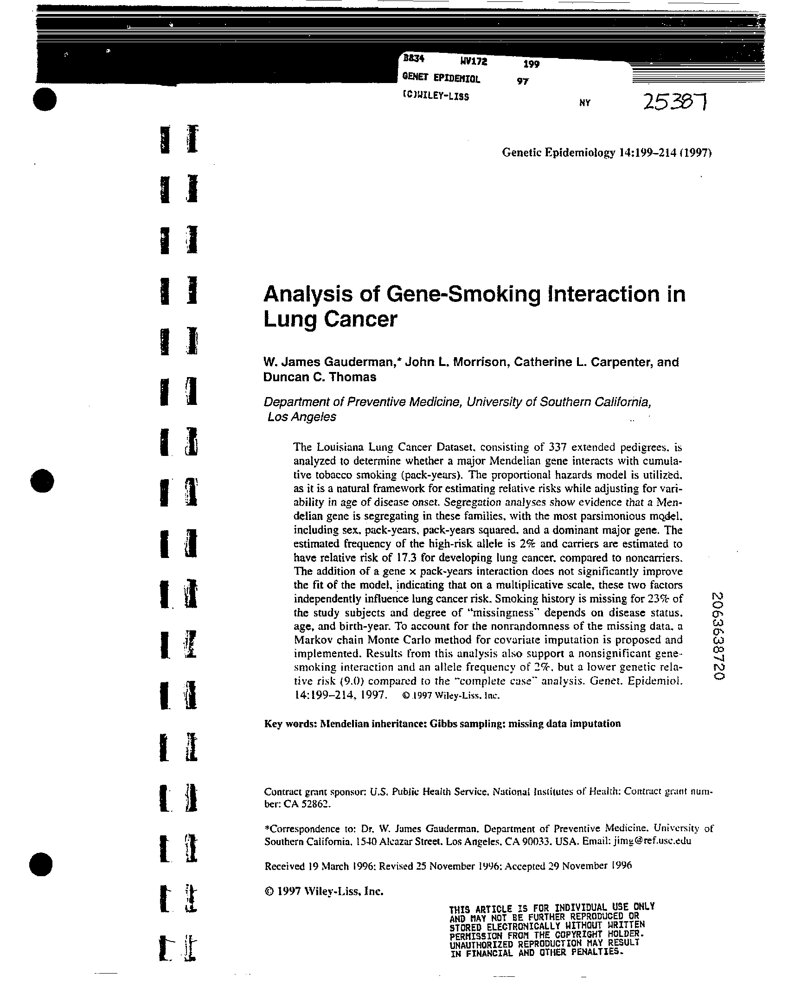 B834 WV172 199
GENET EPIDEMIOL 97
(C)WILEY-LISS
NY 25387
Genetic Epidemiology 14:199–214 (1997)
Analysis of Gene-Smoking Interaction in
Lung Cancer
W. James Gauderman,* John L. Morrison, Catherine L. Carpenter, and
Duncan C. Thomas
Department of Preventive Medicine, University of Southern California,
Los Angeles
The Louisiana Lung Cancer Dataset, consisting of 337 extended pedigrees, is
analyzed to determine whether a major Mendelian gene interacts with cumula-
tive tobacco smoking (pack-years). The proportional hazards model is utilized,
as it is a natural framework for estimating relative risks while adjusting for vari-
ability in age of disease onset. Segregation analyses show evidence that a Men-
delian gene is segregating in these families, with the most parsimonious model,
including sex, pack-years, pack-years squared, and a dominant major gene. The
estimated frequency of the high-risk allele is 2% and carriers are estimated to
have relative risk of 17.3 for developing lung cancer, compared to noncarriers.
The addition of a gene × pack-years interaction does not significantly improve
the fit of the model, indicating that on a multiplicative scale, these two factors
independently influence lung cancer risk. Smoking history is missing for 23% of
the study subjects and degree of "missingness" depends on disease status,
age, and birth-year. To account for the nonrandomness of the missing data, a
Markov chain Monte Carlo method for covariate imputation is proposed and
implemented. Results from this analysis also support a nonsignificant gene-
smoking interaction and an allele frequency of 2%, but a lower genetic rela-
tive risk (9.0) compared to the "complete case" analysis. Genet. Epidemiol.
14:199–214, 1997. © 1997 Wiley-Liss, Inc.
Key words: Mendelian inheritance; Gibbs sampling; missing data imputation
Contract grant sponsor: U.S. Public Health Service, National Institutes of Health; Contract grant num-
ber: CA 52862.
*Correspondence to: Dr. W. James Gauderman, Department of Preventive Medicine, University of
Southern California, 1540 Alcazar Street, Los Angeles, CA 90033, USA. Email: jimg@ref.usc.edu
Received 19 March 1996; Revised 25 November 1996; Accepted 29 November 1996
© 1997 Wiley-Liss, Inc.
THIS ARTICLE IS FOR INDIVIDUAL USE ONLY
AND MAY NOT BE FURTHER REPRODUCED OR
STORED ELECTRONICALLY WITHOUT WRITTEN
PERMISSION FROM THE COPYRIGHT HOLDER.
UNAUTHORIZED REPRODUCTION MAY RESULT
IN FINANCIAL AND OTHER PENALTIES.
2063638720